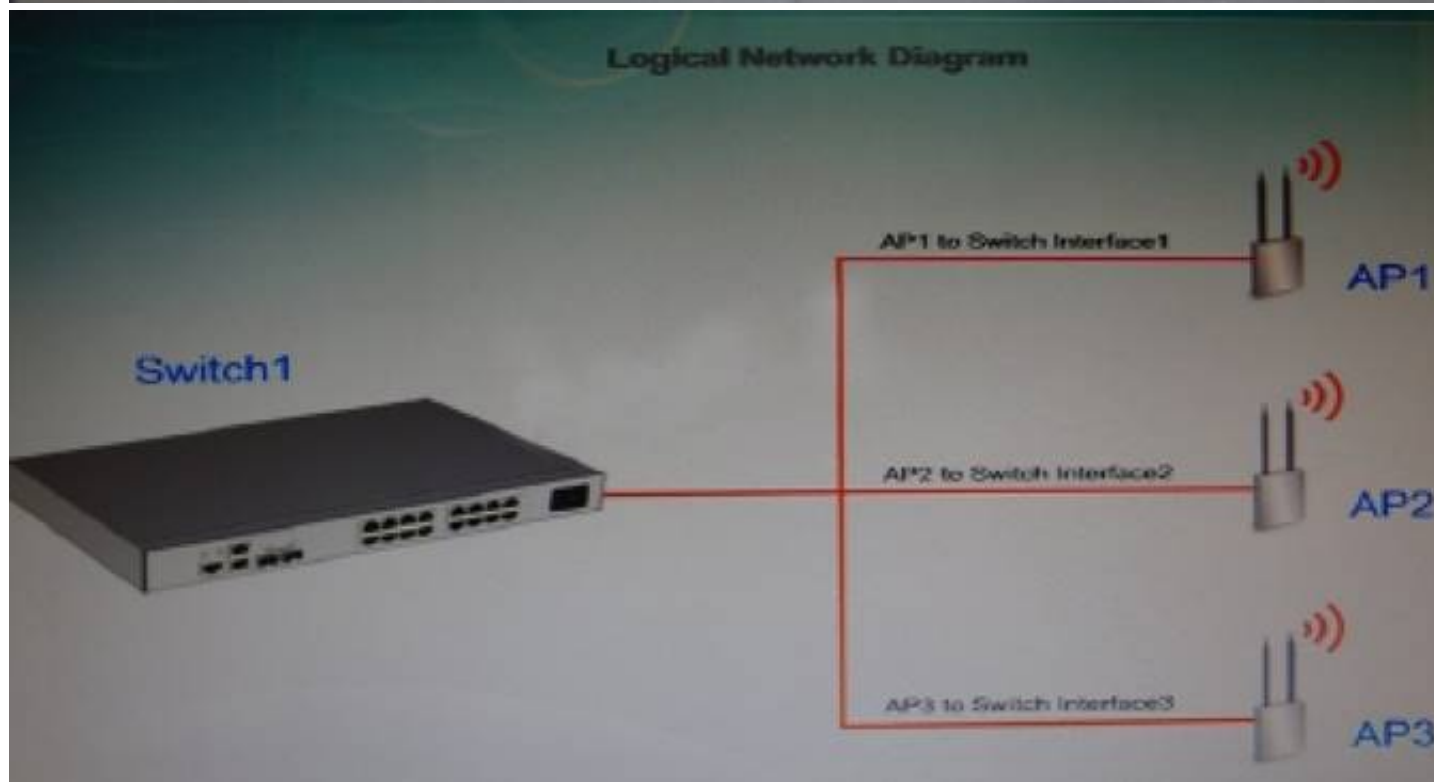 Logical Network Diagram
AP1 to Switch Interface1
AP1
Switch1
AP2 to Switch Interface2
AP2
AP3 to Switch Interface3
AP3